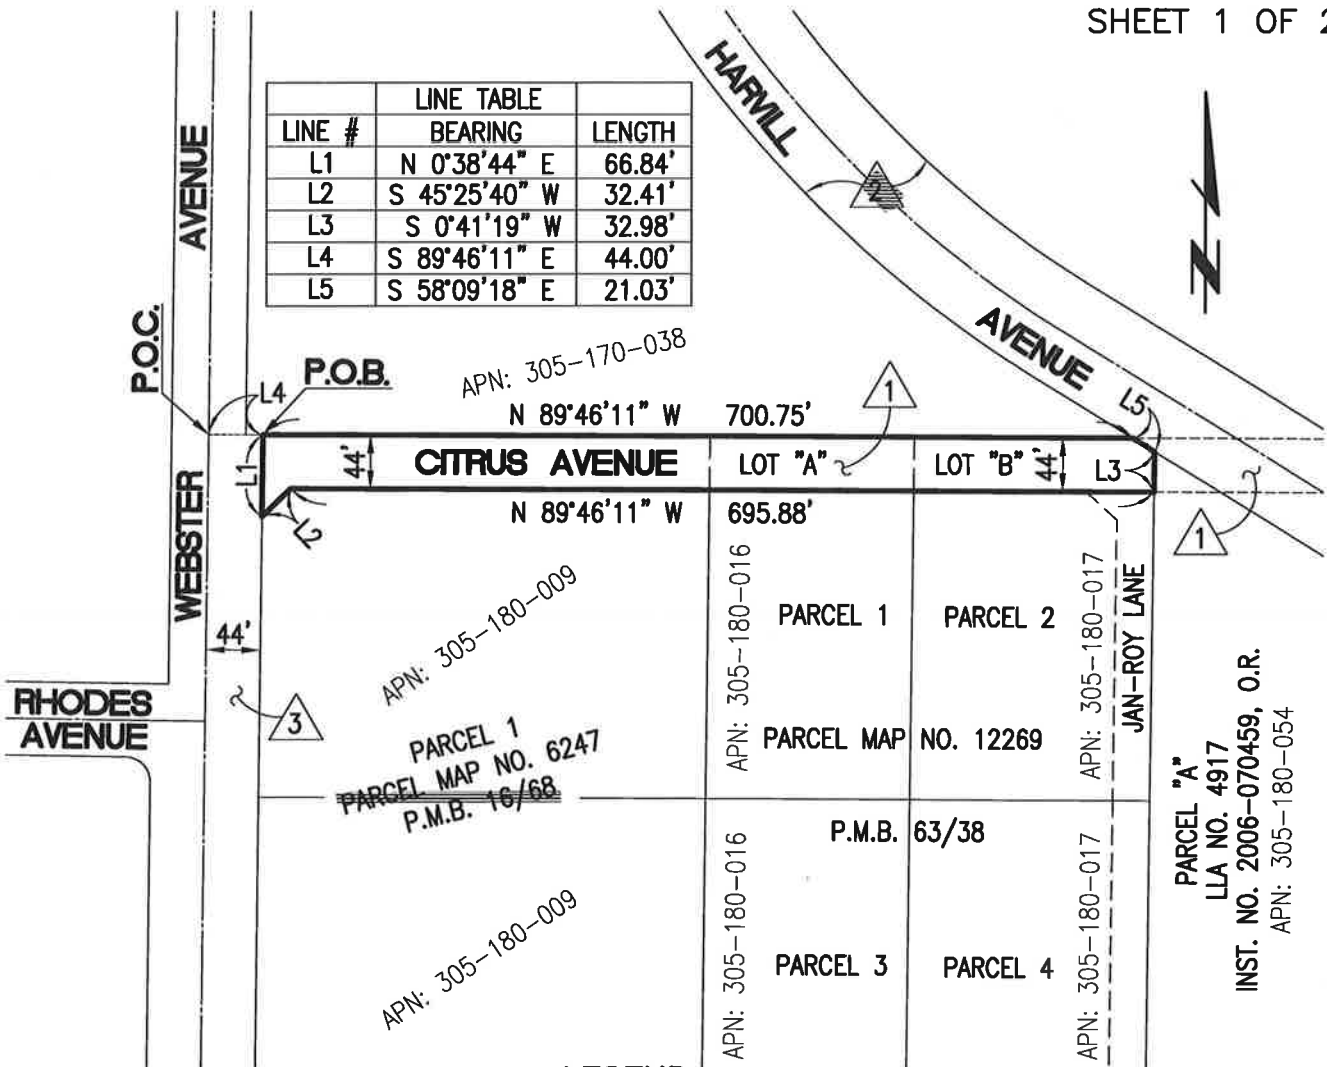 SHEET 1 OF 2
HARVILL
AVENUE
LINE TABLE
LINE # BEARING LENGTH
L1 N 0°38'44" E 66.84'
L2 S 45°25'40" W 32.41'
L3 S 0°41'19" W 32.98'
L4 S 89°46'11" E 44.00'
L5 S 58°09'18" E 21.03'
AVENUE
WEBSTER
2
P.O.C.
L4
P.O.B.
APN: 305-170-038
1
L5
N 89°46'11" W 700.75'
L1
44'
CITRUS AVENUE
LOT "A"
LOT "B"
44'
L3
L2
N 89°46'11" W 695.88'
1
APN: 305-180-009
APN: 305-180-016
PARCEL 1
PARCEL 2
APN: 305-180-017
JAN-ROY LANE
44'
3
RHODES
AVENUE
PARCEL 1
PARCEL MAP NO. 6247
P.M.B. 16/68
PARCEL MAP NO. 12269
P.M.B. 63/38
PARCEL "A"
LLA NO. 4917
INST. NO. 2006-070459, O.R.
APN: 305-180-054
APN: 305-180-009
APN: 305-180-016
PARCEL 3
PARCEL 4
APN: 305-180-017